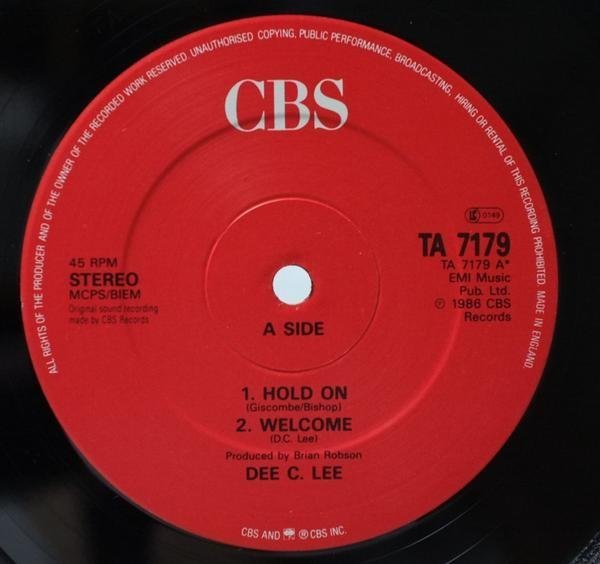 ALL RIGHTS OF THE PRODUCER AND OF THE OWNER OF THE RECORDED WORK RESERVED. UNAUTHORISED COPYING, PUBLIC PERFORMANCE, BROADCASTING, HIRING OR RENTAL OF THIS RECORDING PROHIBITED. MADE IN ENGLAND.
CBS
LC 0149
45 RPM
STEREO
MCPS/BIEM
Original sound recording
made by CBS Records
TA 7179
TA 7179 A*
EMI Music
Pub. Ltd.
℗ 1986 CBS
Records
A SIDE
1. HOLD ON
(Giscombe/Bishop)
2. WELCOME
(D.C. Lee)
Produced by Brian Robson
DEE C. LEE
CBS AND ® CBS INC.